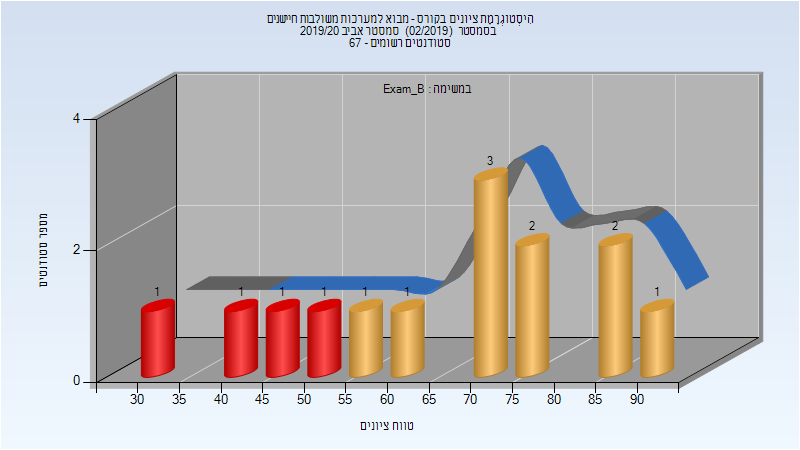 היסטוגרמת ציונים בקורס - מבוא למערכות משולבות חיישנים
בסמסטר (02/2019) סמסטר אביב 2019/20
סטודנטים רשומים - 67
במשימה : Exam_B
מספר סטודנטים
4
2
0
1 1 1 1 1 1 3 2 2 1
30 35 40 45 50 55 60 65 70 75 80 85 90
טווח ציונים